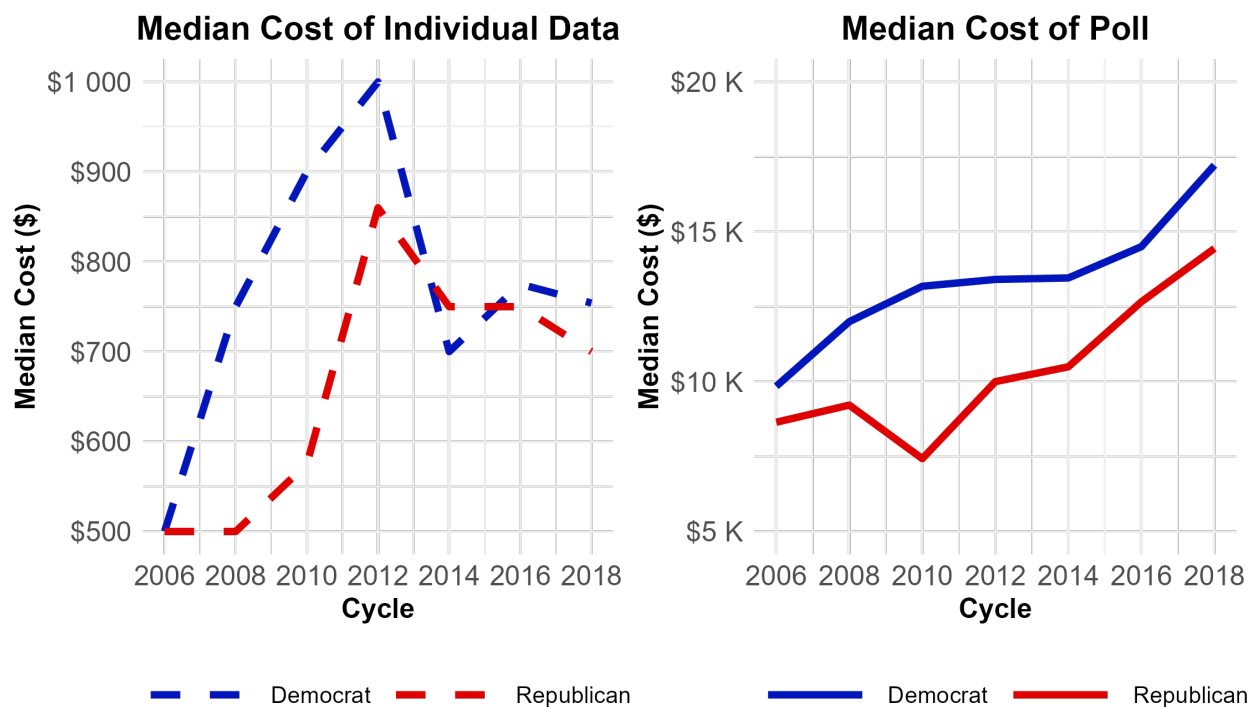 Median Cost of Individual Data
$1 000
$900
$800
$700
$600
$500
Median Cost ($)
2006 2008 2010 2012 2014 2016 2018
Cycle
Democrat Republican
Median Cost of Poll
$20 K
$15 K
$10 K
$5 K
Median Cost ($)
2006 2008 2010 2012 2014 2016 2018
Cycle
Democrat Republican